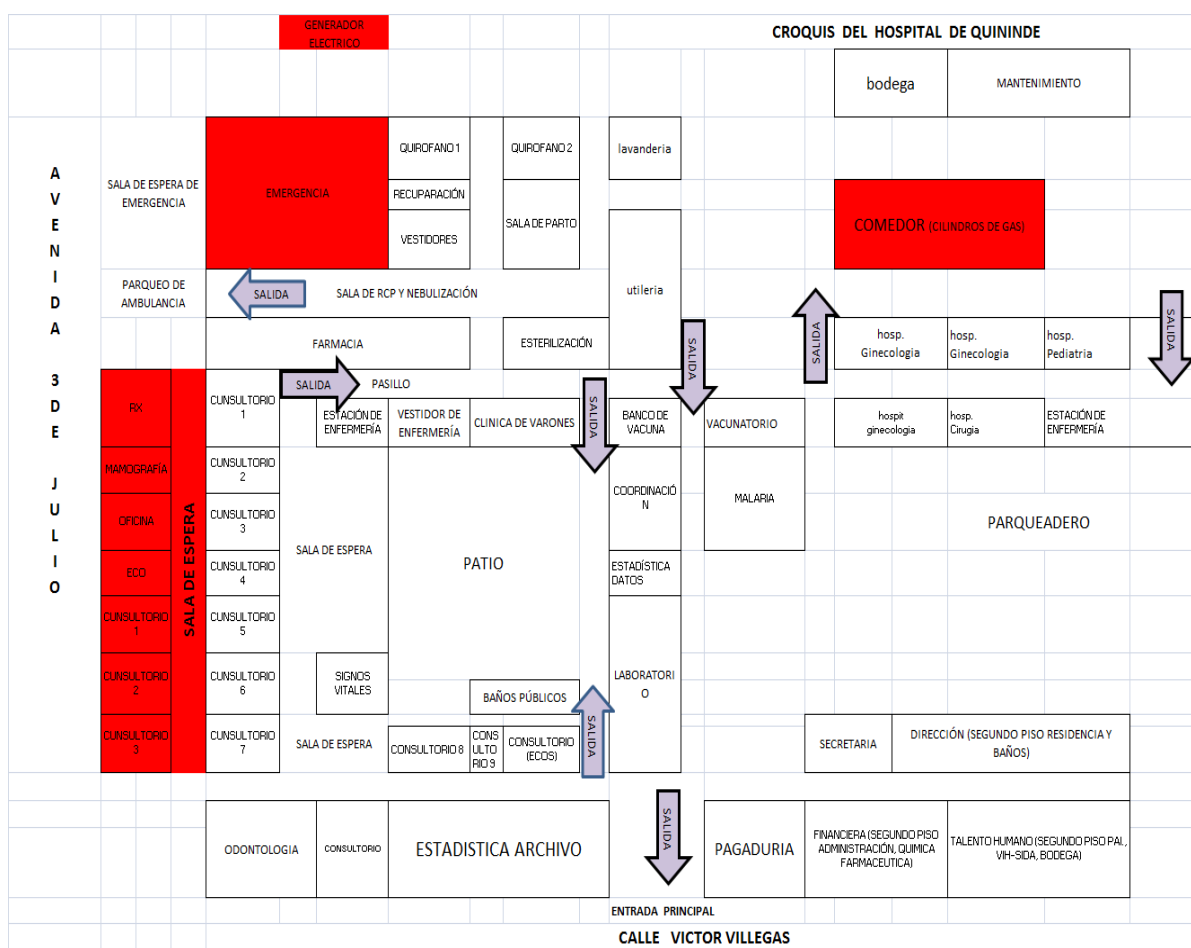 GENERADOR
ELECTRICO
CROQUIS DEL HOSPITAL DE QUININDE
bodega
MANTENIMIENTO
AVENIDA 3 DE JULIO
SALA DE ESPERA DE
EMERGENCIA
EMERGENCIA
QUIROFANO 1
QUIROFANO 2
lavanderia
RECUPARACIÓN
VESTIDORES
SALA DE PARTO
COMEDOR (CILINDROS DE GAS)
PARQUEO DE
AMBULANCIA
SALIDA
SALA DE RCP Y NEBULIZACIÓN
utileria
SALIDA
SALIDA
SALIDA
FARMACIA
ESTERILIZACIÓN
hosp.
Ginecologia
hosp.
Ginecologia
hosp.
Pediatria
RX
SALA DE ESPERA
CUNSULTORIO
1
SALIDA
PASILLO
ESTACIÓN DE
ENFERMERÍA
VESTIDOR DE
ENFERMERÍA
CLINICA DE VARONES
SALIDA
BANCO DE
VACUNA
VACUNATORIO
hospit
ginecologia
hosp.
Cirugia
ESTACIÓN DE
ENFERMERÍA
MAMOGRAFÍA
CUNSULTORIO
2
OFICINA
CUNSULTORIO
3
SALA DE ESPERA
PATIO
COORDINACIÓ
N
MALARIA
PARQUEADERO
ECO
CUNSULTORIO
4
ESTADÍSTICA
DATOS
CUNSULTORIO
1
CUNSULTORIO
5
CUNSULTORIO
2
CUNSULTORIO
6
SIGNOS
VITALES
BAÑOS PÚBLICOS
LABORATORI
O
SALIDA
CUNSULTORIO
3
CUNSULTORIO
7
SALA DE ESPERA
CONSULTORIO 8
CONS
ULTO
RIO 9
CONSULTORIO
(ECOS)
SECRETARIA
DIRECCIÓN (SEGUNDO PISO RESIDENCIA Y
BAÑOS)
ODONTOLOGIA
CONSULTORIO
ESTADISTICA ARCHIVO
SALIDA
PAGADURIA
FINANCIERA (SEGUNDO PISO
ADMINISTRACIÓN, QUIMICA
FARMACEUTICA)
TALENTO HUMANO (SEGUNDO PISO PAI.,
VIH-SIDA, BODEGA)
ENTRADA PRINCIPAL
CALLE VICTOR VILLEGAS